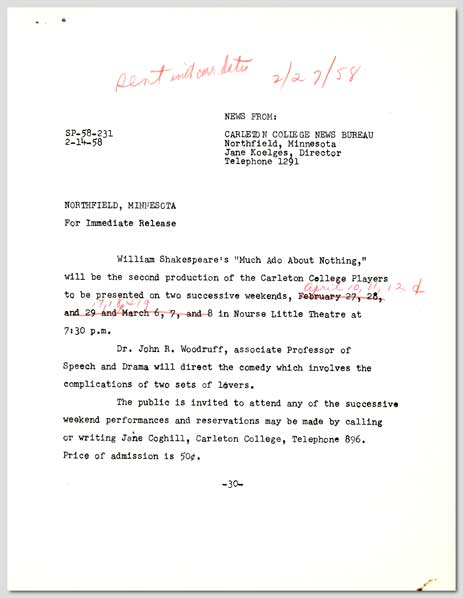 sent with corr. dates 2/27/58
NEWS FROM:
SP-58-231
2-14-58
CARLETON COLLEGE NEWS BUREAU
Northfield, Minnesota
Jane Koelges, Director
Telephone 1291
NORTHFIELD, MINNESOTA
For Immediate Release
William Shakespeare's "Much Ado About Nothing,"
will be the second production of the Carleton College Players
April 10, 11, 12 &
to be presented on two successive weekends, February 27, 28,
17, 18, & 19
and 29 and March 6, 7, and 8 in Nourse Little Theatre at
7:30 p.m.
Dr. John R. Woodruff, associate Professor of
Speech and Drama will direct the comedy which involves the
complications of two sets of lovers.
The public is invited to attend any of the successive
weekend performances and reservations may be made by calling
or writing Jane Coghill, Carleton College, Telephone 896.
Price of admission is 50¢.
-30-